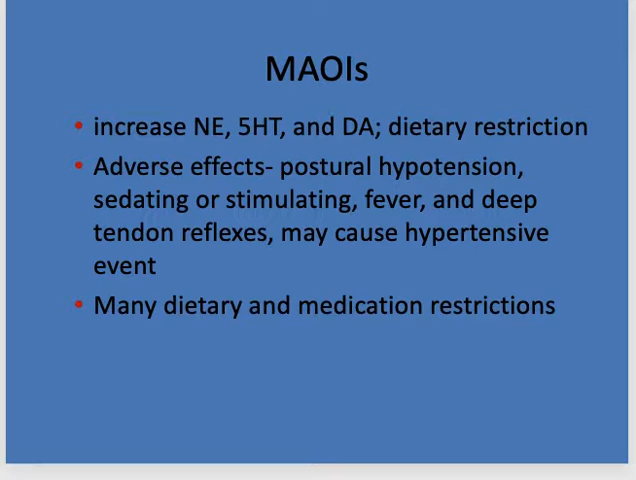 MAOIs
• increase NE, 5HT, and DA; dietary restriction
• Adverse effects- postural hypotension,
sedating or stimulating, fever, and deep
tendon reflexes, may cause hypertensive
event
• Many dietary and medication restrictions